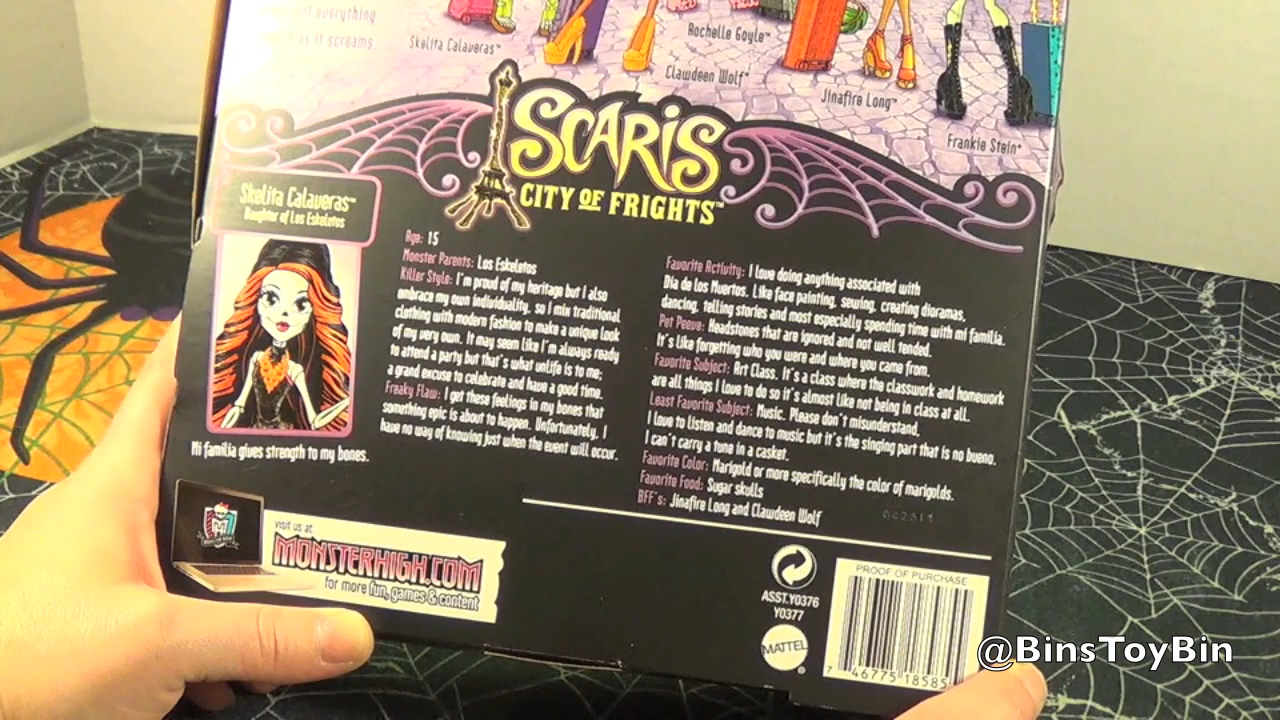 not everything
as it screams.
Skelita Calaveras™
Rochelle Goyle™
Clawdeen Wolf®
Jinafire Long™
Frankie Stein®
SCARIS
CITY OF FRIGHTS™
Skelita Calaveras™
Daughter of Los Eskeletos
Mi familia gives strength to my bones.
Age: 15
Monster Parents: Los Eskeletos
Killer Style: I'm proud of my heritage but I also
embrace my own individuality, so I mix traditional
clothing with modern fashion to make a unique look
of my very own. It may seem like I'm always ready
to attend a party but that's what unlife is to me;
a grand excuse to celebrate and have a good time.
Freaky Flaw: I get these feelings in my bones that
something epic is about to happen. Unfortunately, I
have no way of knowing just when the event will occur.
Favorite Activity: I love doing anything associated with
Dia de los Muertos. Like face painting, sewing, creating dioramas,
dancing, telling stories and most especially spending time with mi familia.
Pet Peeve: Headstones that are ignored and not well tended.
It's like forgetting who you were and where you came from.
Favorite Subject: Art Class. It's a class where the classwork and homework
are all things I love to do so it's almost like not being in class at all.
Least Favorite Subject: Music. Please don't misunderstand,
I love to listen and dance to music but it's the singing part that is no bueno.
I can't carry a tune in a casket.
Favorite Color: Marigold or more specifically the color of marigolds.
Favorite Food: Sugar skulls
BFF's: Jinafire Long and Clawdeen Wolf
visit us at
MONSTERHIGH.COM
for more fun, games & content
ASST.Y0376
Y0377
MATTEL
PROOF OF PURCHASE
7 46775 18585
@BinsToyBin